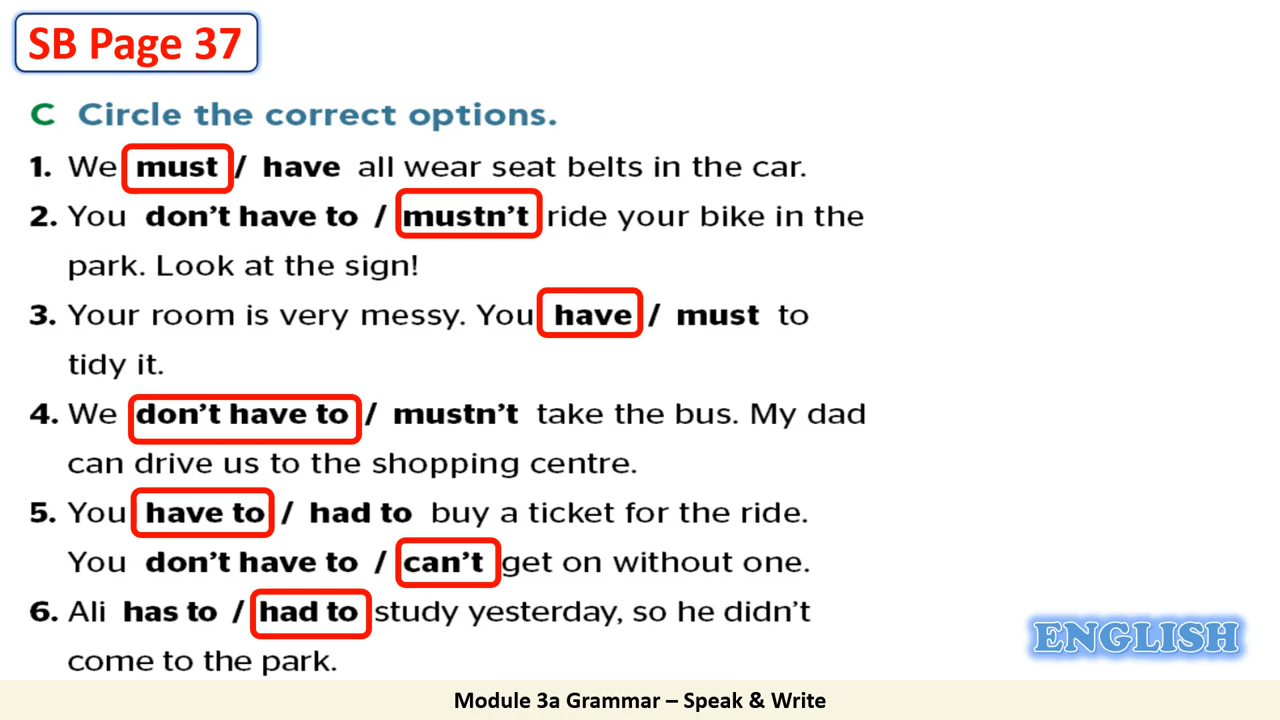 SB Page 37
C Circle the correct options.
1. We must / have all wear seat belts in the car.
2. You don't have to / mustn't ride your bike in the
park. Look at the sign!
3. Your room is very messy. You have / must to
tidy it.
4. We don't have to / mustn't take the bus. My dad
can drive us to the shopping centre.
5. You have to / had to buy a ticket for the ride.
You don't have to / can't get on without one.
6. Ali has to / had to study yesterday, so he didn't
come to the park.
ENGLISH
Module 3a Grammar – Speak & Write